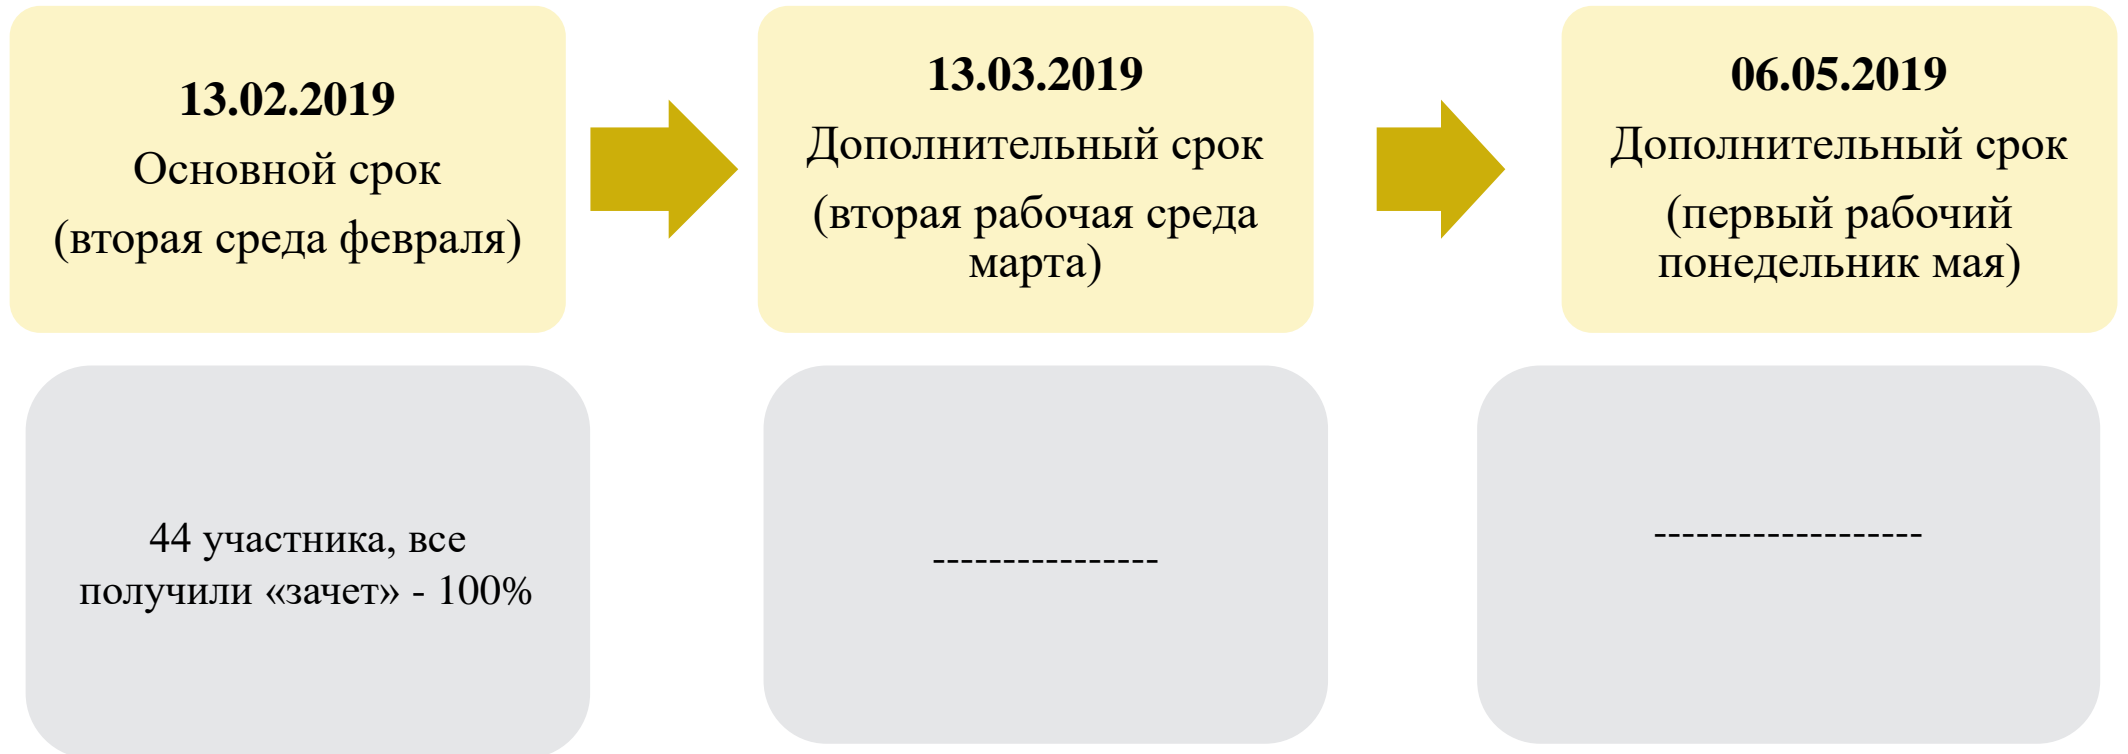 13.02.2019
Основной срок
(вторая среда февраля)
13.03.2019
Дополнительный срок
(вторая рабочая среда
марта)
06.05.2019
Дополнительный срок
(первый рабочий
понедельник мая)
44 участника, все
получили «зачет» - 100%
----------------
-------------------